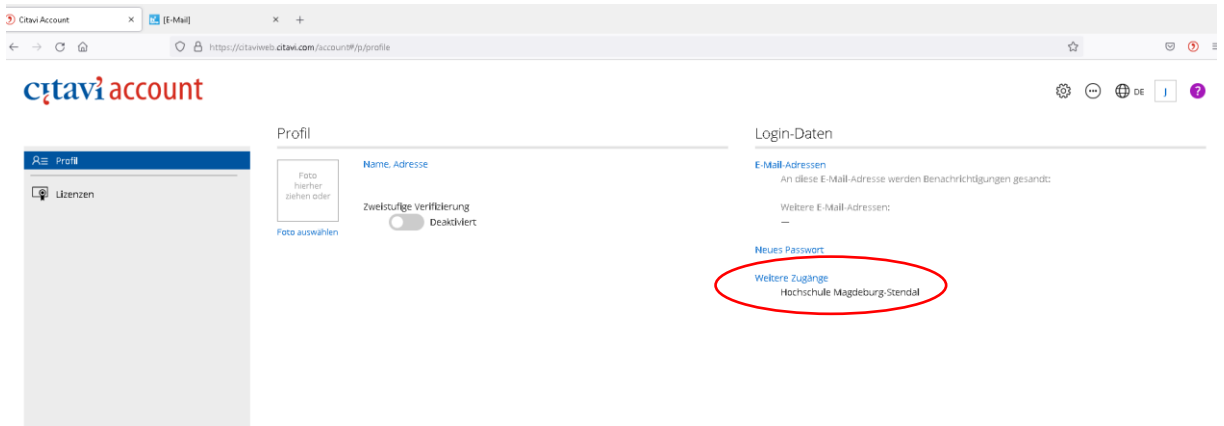 Citavi Account
[E-Mail]
https://citaviweb.citavi.com/account#/p/profile
citavi account
DE
J
?
Profil
Lizenzen
Profil
Foto
hierher
ziehen oder
Foto auswählen
Name, Adresse
Zweistufige Verifizierung
Deaktiviert
Login-Daten
E-Mail-Adressen
An diese E-Mail-Adresse werden Benachrichtigungen gesandt:
Weitere E-Mail-Adressen:
—
Neues Passwort
Weitere Zugänge
Hochschule Magdeburg-Stendal